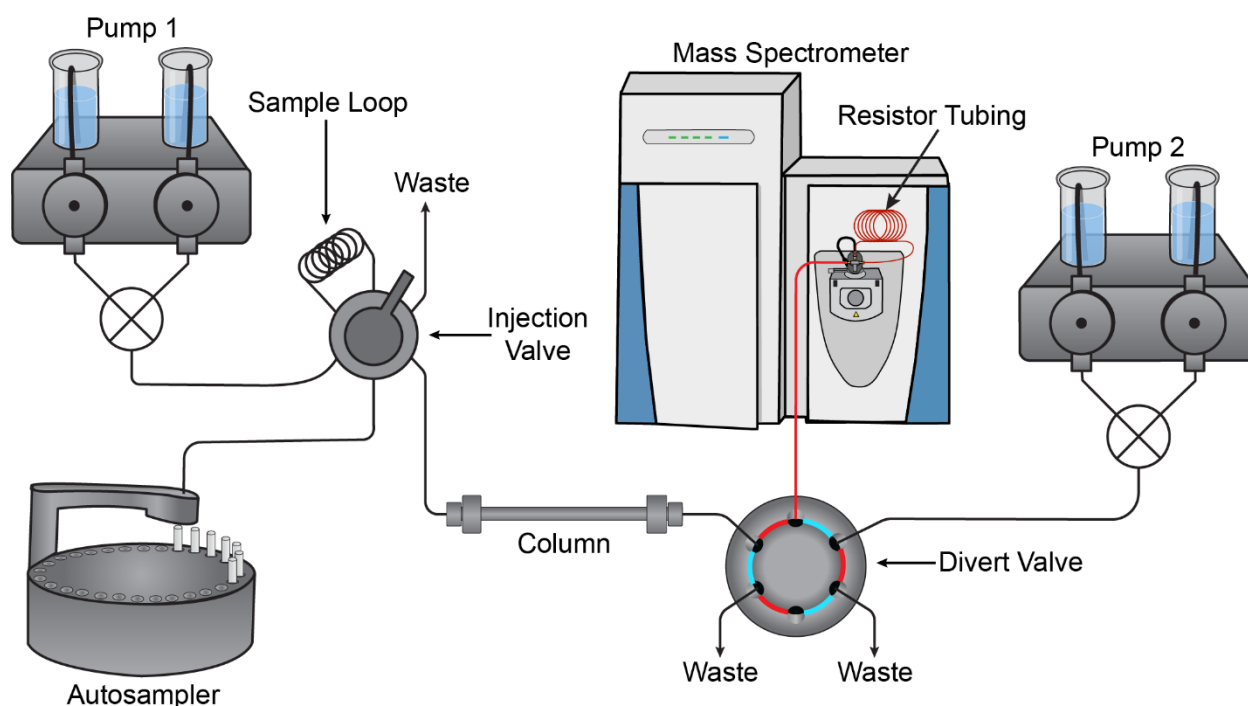 Pump 1
Mass Spectrometer
Sample Loop
Resistor Tubing
Pump 2
Waste
Injection
Valve
Column
Divert Valve
Waste
Waste
Autosampler